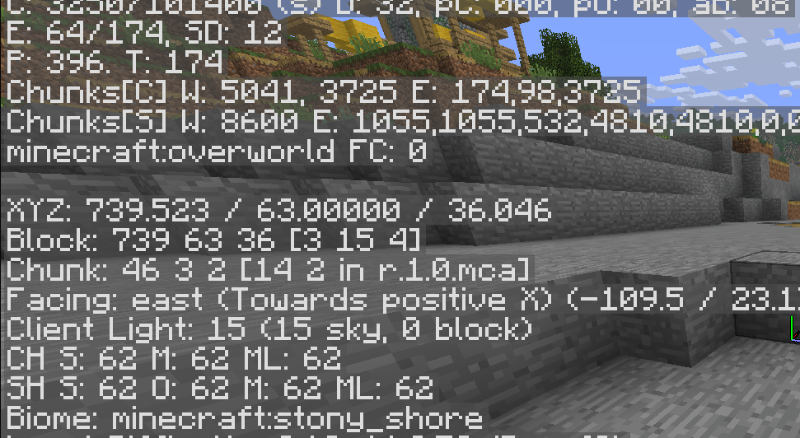 C: 3250/101400 (s) D: 32, pC: 000, pU: 00, aB: 08
E: 64/174, SD: 12
P: 396. T: 174
Chunks[C] W: 5041, 3725 E: 174,98,3725
Chunks[S] W: 8600 E: 1055,1055,532,4810,4810,0,0
minecraft:overworld FC: 0
XYZ: 739.523 / 63.00000 / 36.046
Block: 739 63 36 [3 15 4]
Chunk: 46 3 2 [14 2 in r.1.0.mca]
Facing: east (Towards positive X) (-109.5 / 23.1
Client Light: 15 (15 sky, 0 block)
CH S: 62 M: 62 ML: 62
SH S: 62 O: 62 M: 62 ML: 62
Biome: minecraft:stony_shore